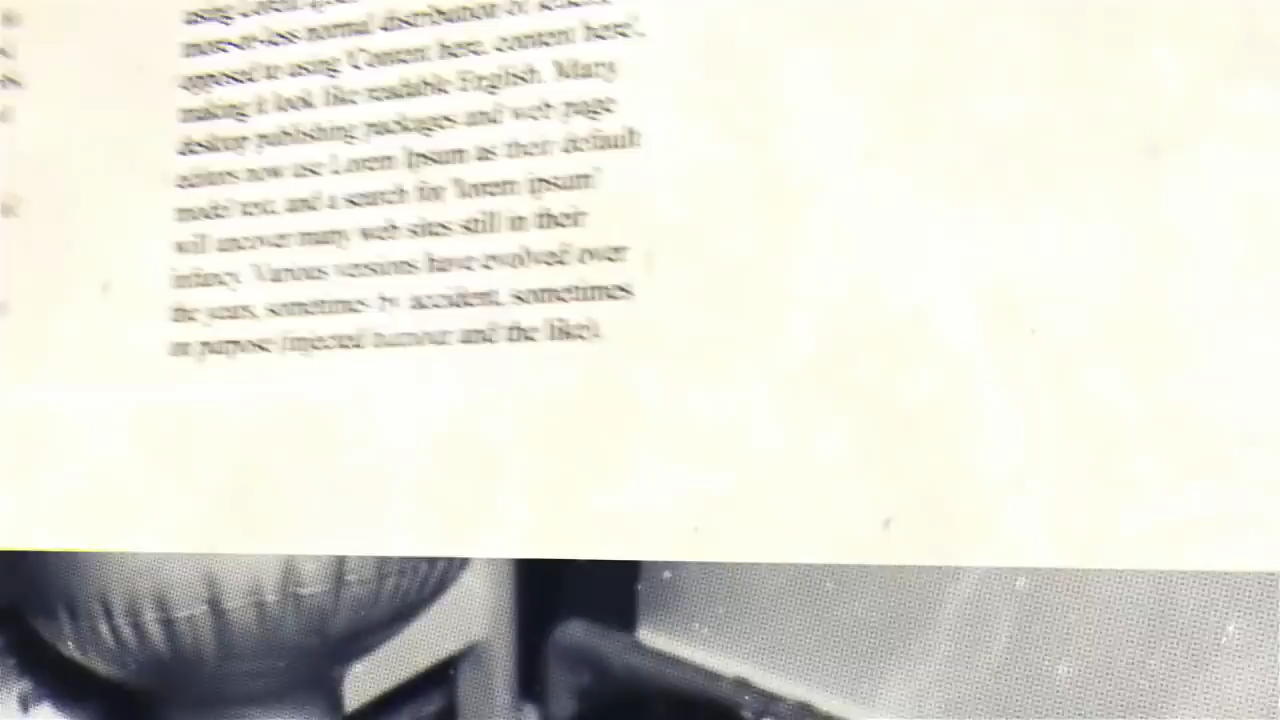 more-or-less normal distribution of
opposed to using 'Content here, content here',
making it look like readable English. Many
desktop publishing packages and web page
editors now use Lorem Ipsum as their default
model text, and a search for 'lorem ipsum'
will uncover many web sites still in their
infancy. Various versions have evolved over
the years, sometimes by accident, sometimes
on purpose (injected humour and the like).